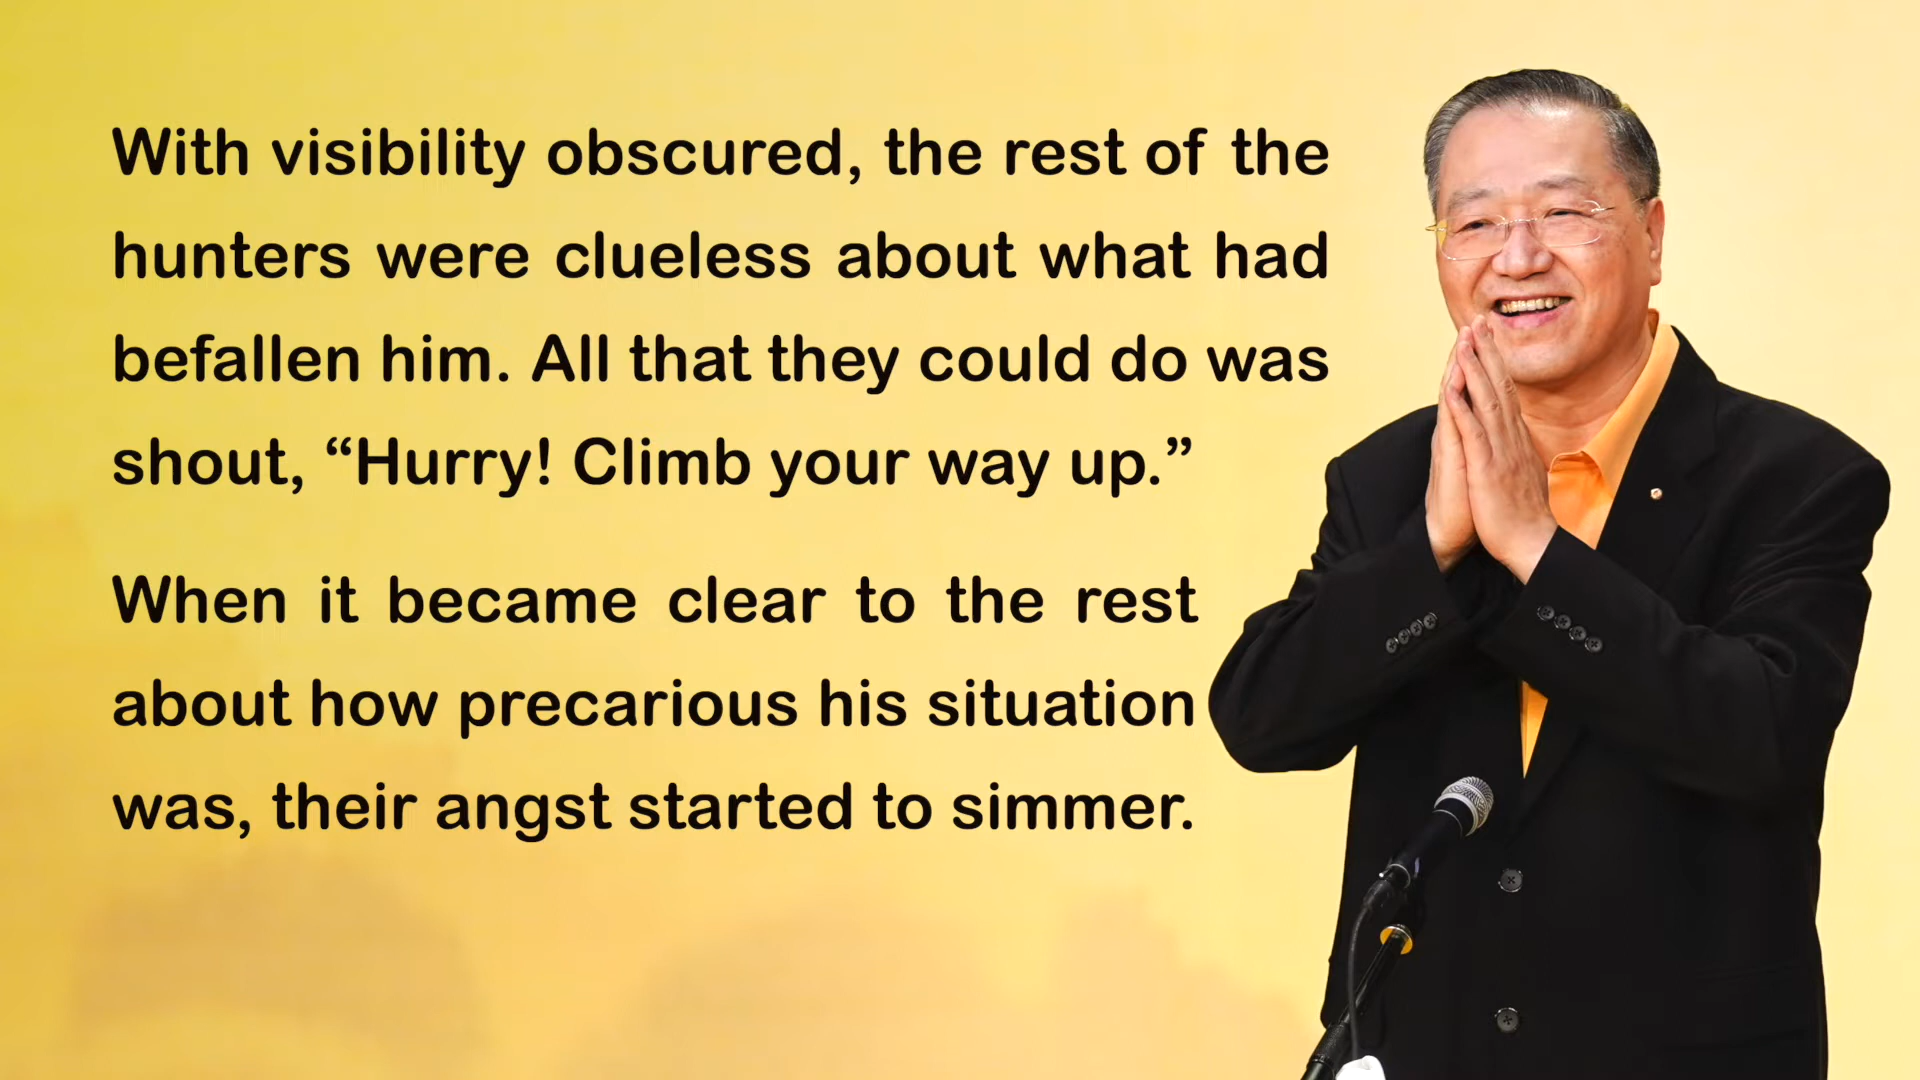 With visibility obscured, the rest of the
hunters were clueless about what had
befallen him. All that they could do was
shout, “Hurry! Climb your way up.”
When it became clear to the rest
about how precarious his situation
was, their angst started to simmer.